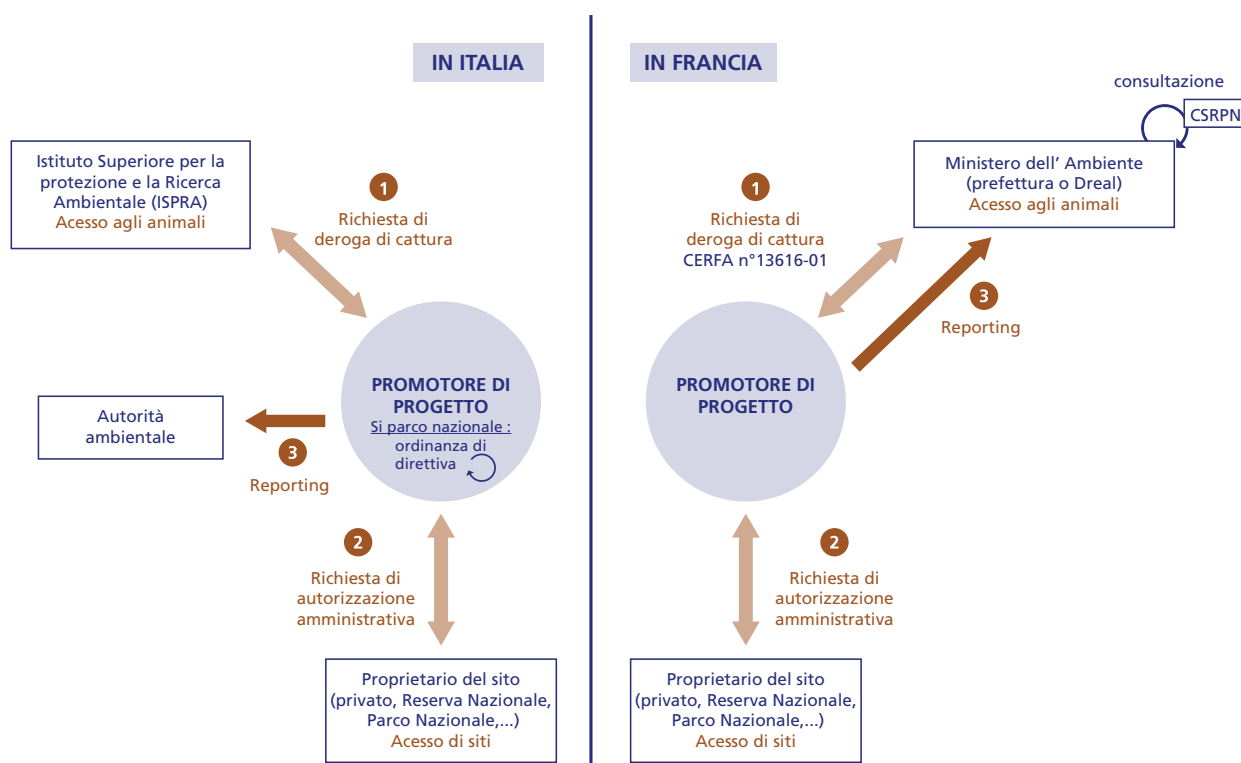 IN ITALIA
Istituto Superiore per la
protezione e la Ricerca
Ambientale (ISPRA)
Acesso agli animali
1
Richiesta di
deroga di cattura
PROMOTORE DI
PROGETTO
Si parco nazionale :
ordinanza di
direttiva
Autorità
ambientale
3
Reporting
2
Richiesta di
autorizzazione
amministrativa
Proprietario del sito
(privato, Reserva Nazionale,
Parco Nazionale,...)
Acesso di siti
IN FRANCIA
consultazione
CSRPN
Ministero dell' Ambiente
(prefettura o Dreal)
Acesso agli animali
1
Richiesta di
deroga di cattura
CERFA n°13616-01
3
Reporting
PROMOTORE DI
PROGETTO
2
Richiesta di
autorizzazione
amministrativa
Proprietario del sito
(privato, Reserva Nazionale,
Parco Nazionale,...)
Acesso di siti